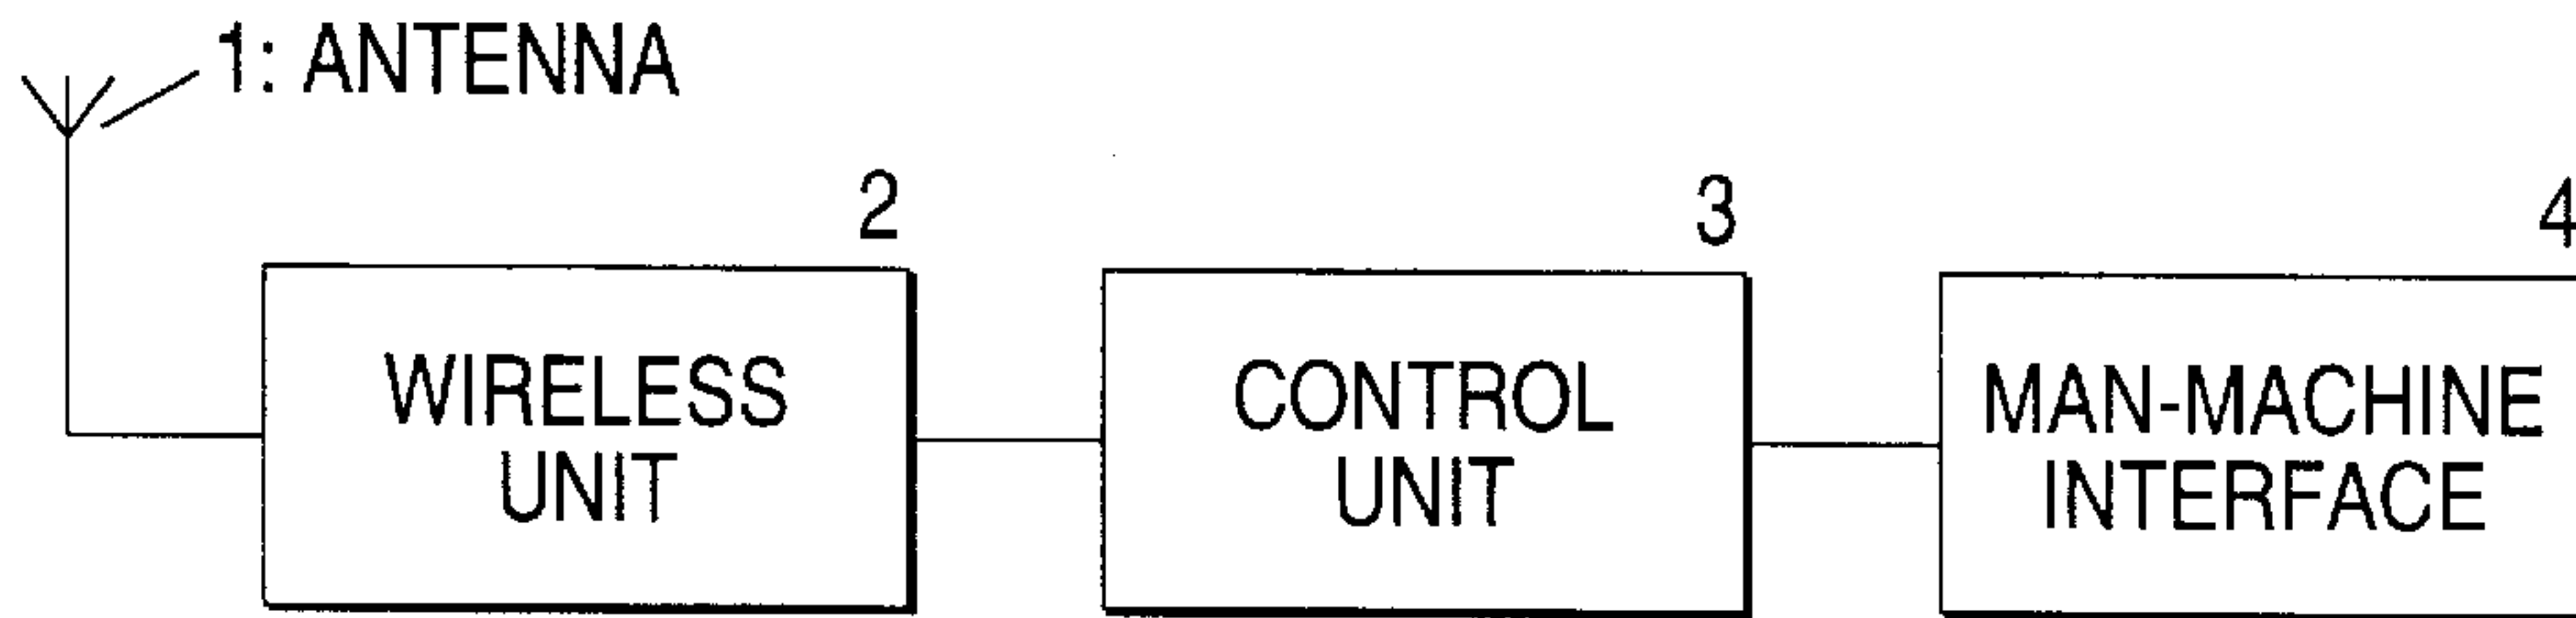 1: ANTENNA
2
3
4
WIRELESS
UNIT
CONTROL
UNIT
MAN-MACHINE
INTERFACE